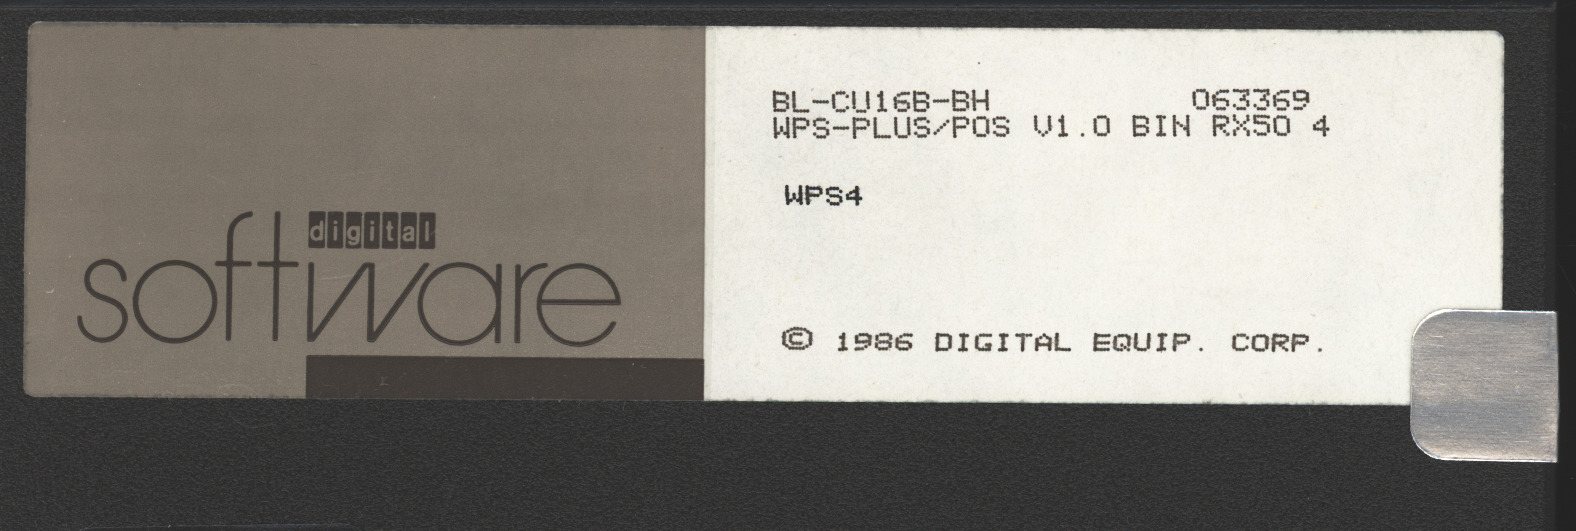 digital
software
BL-CU16B-BH 063369
WPS-PLUS/POS V1.0 BIN RX50 4
WPS4
© 1986 DIGITAL EQUIP. CORP.